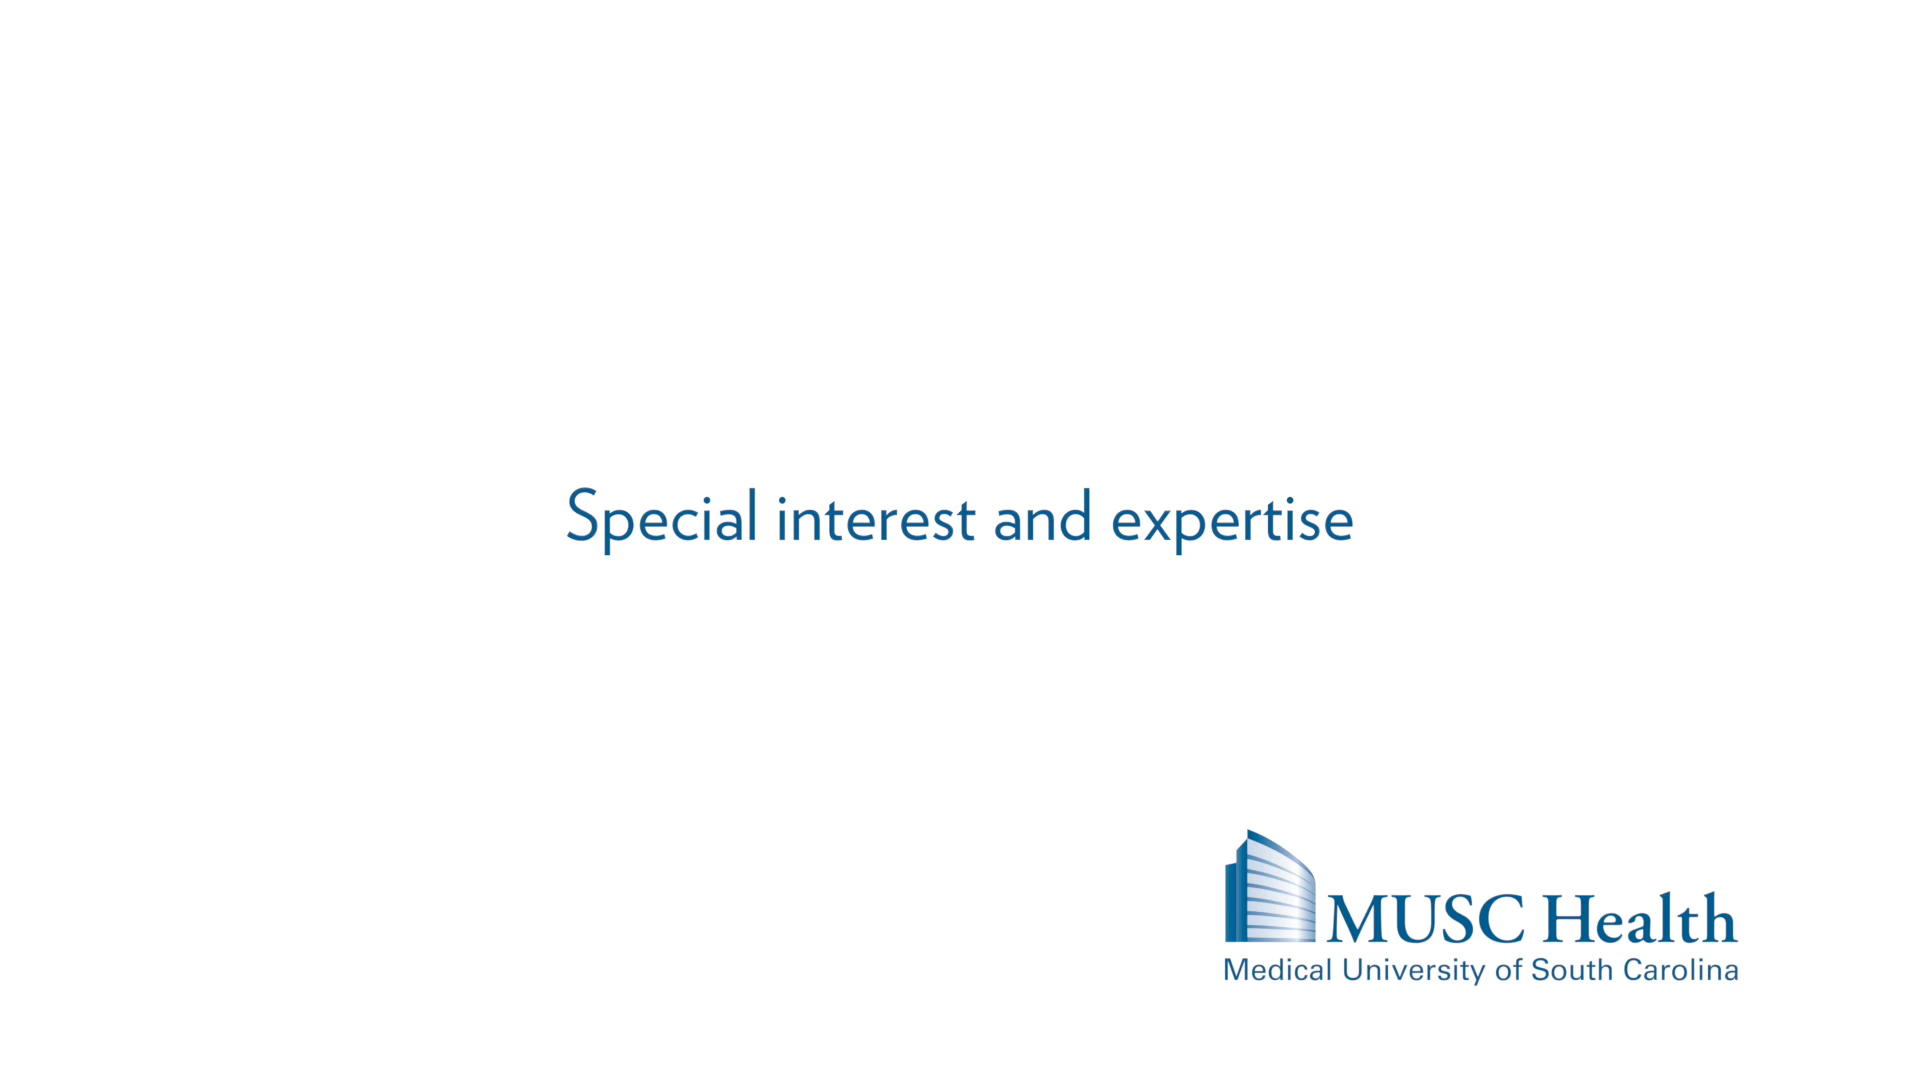 Special interest and expertise
MUSC Health
Medical University of South Carolina